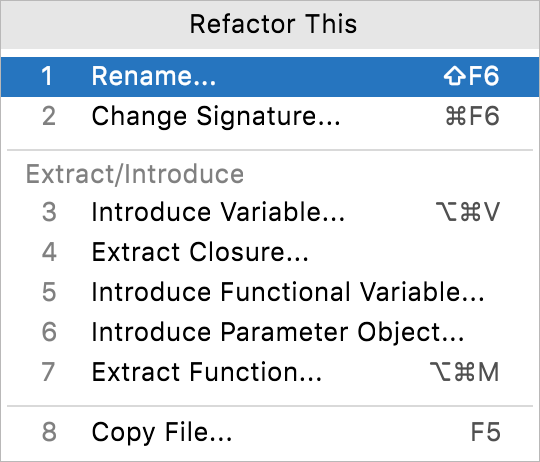 Refactor This
1 Rename... ⇧F6
2 Change Signature... ⌘F6
Extract/Introduce
3 Introduce Variable... ⌥⌘V
4 Extract Closure...
5 Introduce Functional Variable...
6 Introduce Parameter Object...
7 Extract Function... ⌥⌘M
8 Copy File... F5